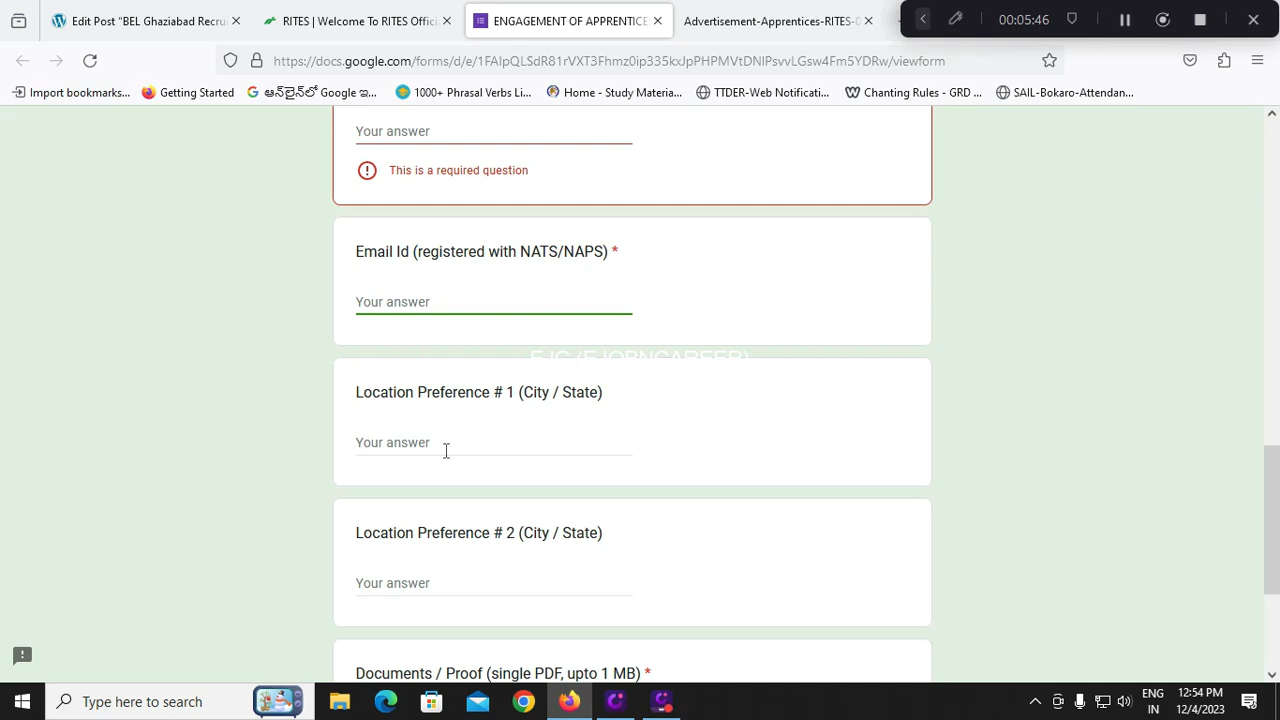 Edit Post “BEL Ghaziabad Recru
RITES | Welcome To RITES Offici
ENGAGEMENT OF APPRENTICE
Advertisement-Apprentices-RITES-0
00:05:46
https://docs.google.com/forms/d/e/1FAIpQLSdRG1rVXT3Fhmz0ip335kxJpPHPMVtDNIPsvvLGsw4Fm5YDRw/viewform
Import bookmarks...
Getting Started
ఆన్‌లైన్‌లో Google ఇ...
1000+ Phrasal Verbs Li...
Home - Study Materia...
TTDER-Web Notificati...
Chanting Rules - GRD ...
SAIL-Bokaro-Attendan...
Your answer
This is a required question
Email Id (registered with NATS/NAPS) *
Your answer
EJC (EJOBNCAREER)
Location Preference # 1 (City / State)
Your answer
Location Preference # 2 (City / State)
Your answer
Documents / Proof (single PDF, upto 1 MB) *
Type here to search
ENG
IN
12:54 PM
12/4/2023